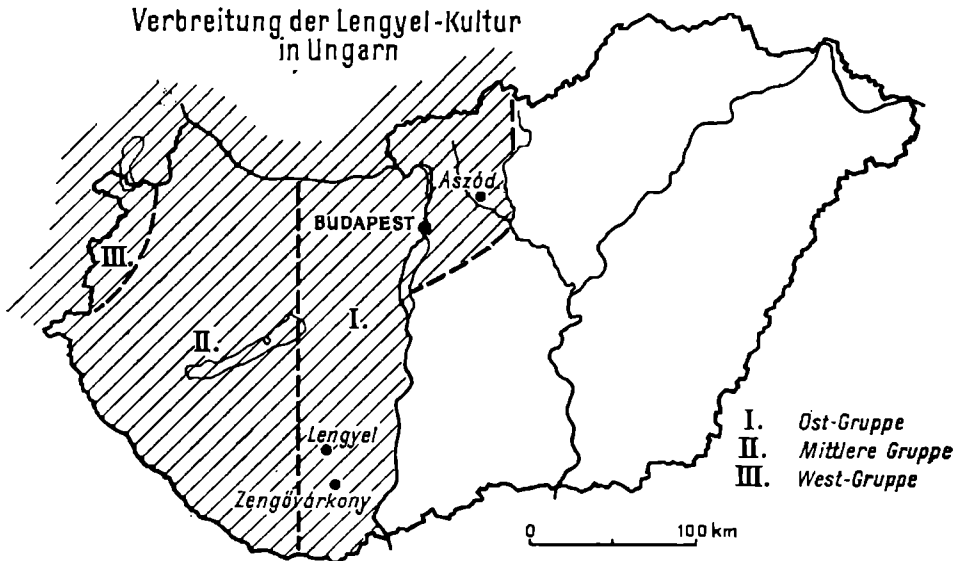 Verbreitung der Lengyel-Kultur
in Ungarn
Aszód
BUDAPEST
III.
I.
II.
Lengyel
Zengővárkony
I. Ost-Gruppe
II. Mittlere Gruppe
III. West-Gruppe
0 100 km